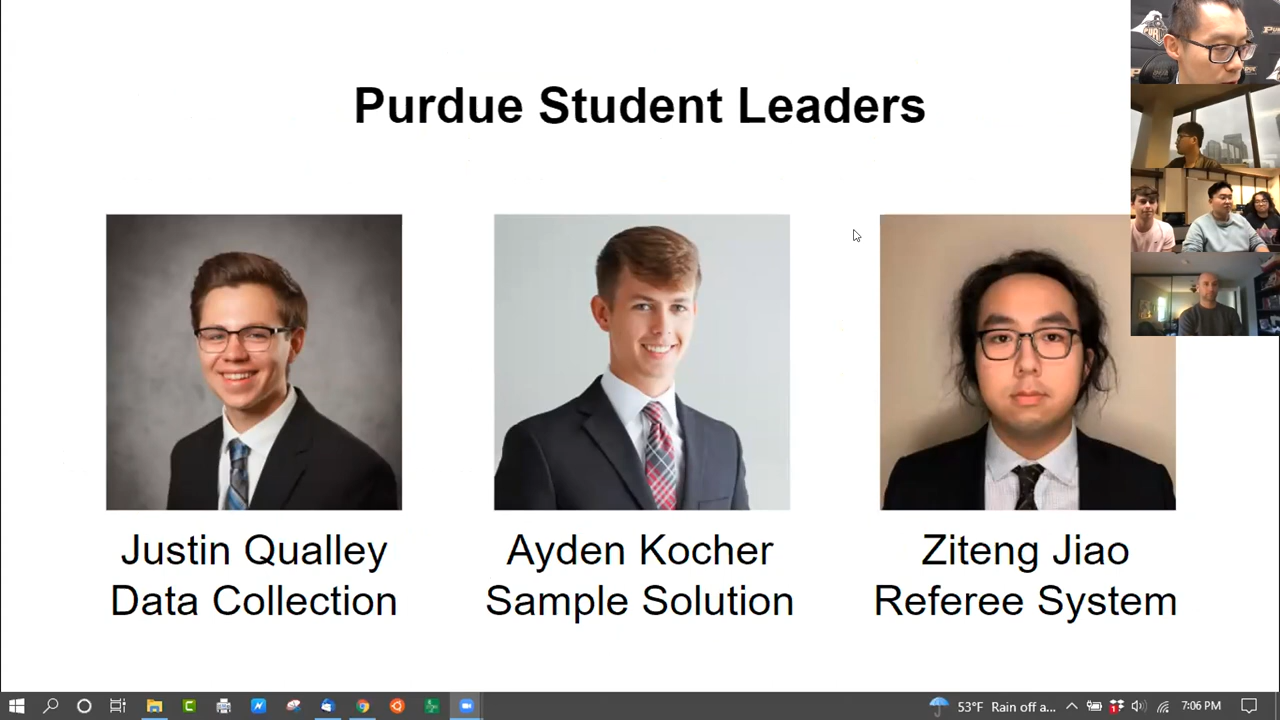 Purdue Student Leaders
Justin Qualley
Data Collection
Ayden Kocher
Sample Solution
Ziteng Jiao
Referee System
53°F Rain off a...
7:06 PM